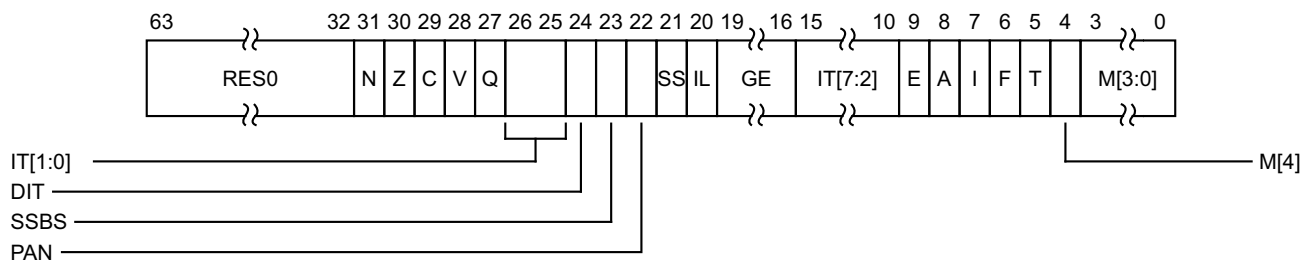 63 32 31 30 29 28 27 26 25 24 23 22 21 20 19 16 15 10 9 8 7 6 5 4 3 0
RES0 N Z C V Q SS IL GE IT[7:2] E A I F T M[3:0]
IT[1:0] M[4]
DIT
SSBS
PAN